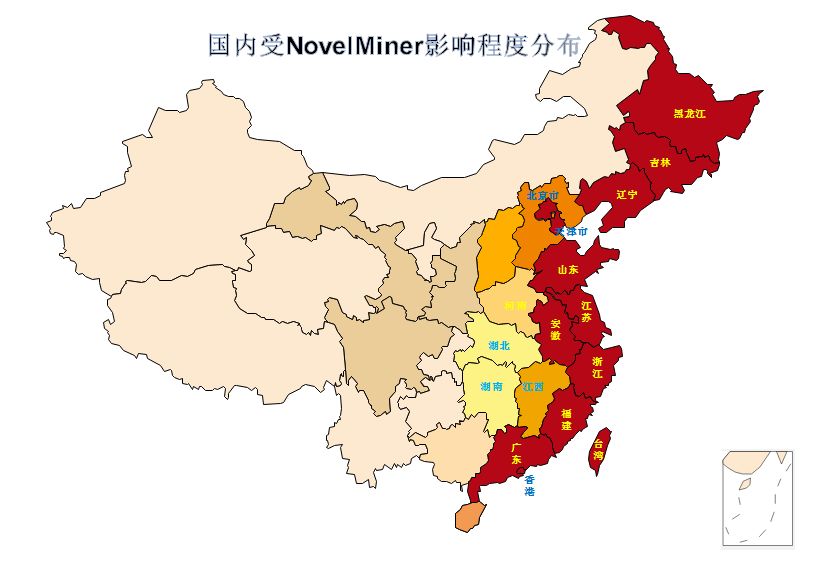 国内受NovelMiner影响程度分布
黑龙江
吉林
辽宁
北京市
天津市
山东
河南
江苏
安徽
湖北
浙江
湖南
江西
福建
广东
台湾
香港